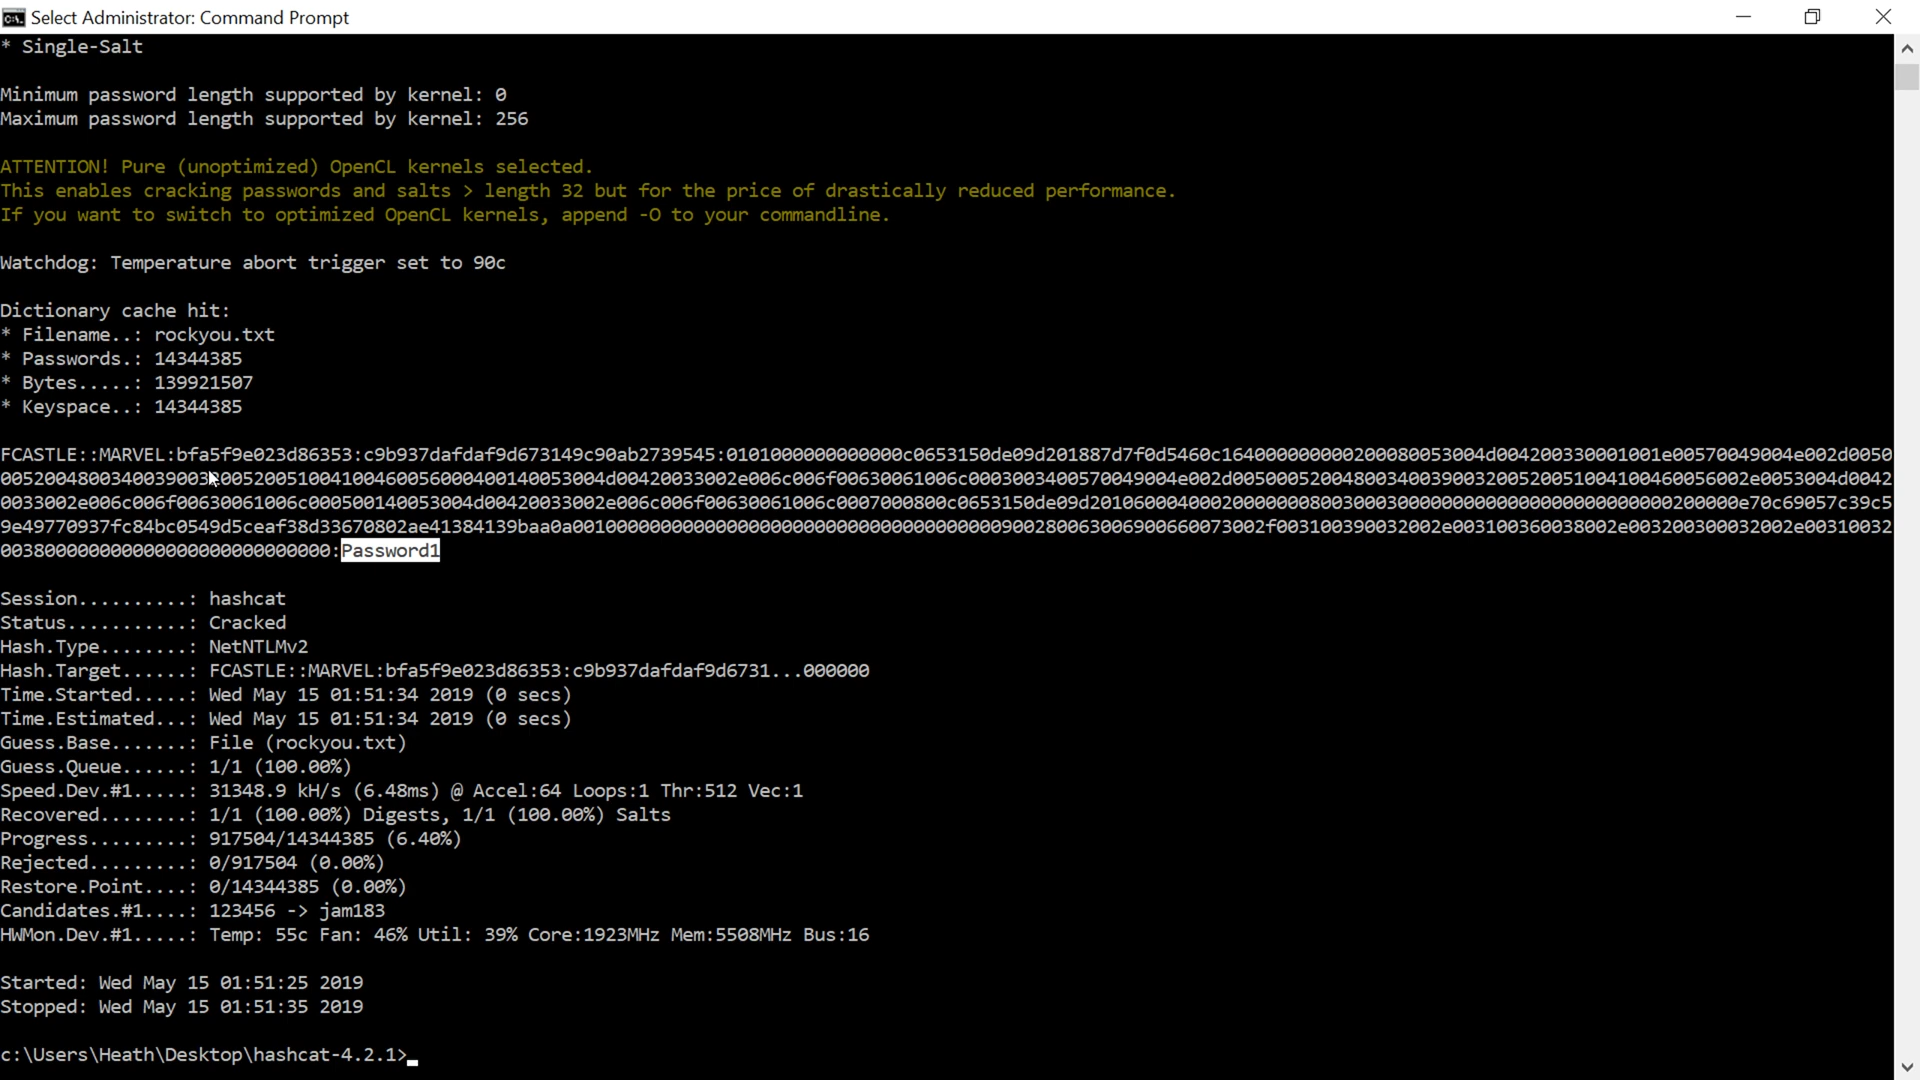 Select Administrator: Command Prompt
* Single-Salt
Minimum password length supported by kernel: 0
Maximum password length supported by kernel: 256
ATTENTION! Pure (unoptimized) OpenCL kernels selected.
This enables cracking passwords and salts > length 32 but for the price of drastically reduced performance.
If you want to switch to optimized OpenCL kernels, append -O to your commandline.
Watchdog: Temperature abort trigger set to 90c
Dictionary cache hit:
* Filename..: rockyou.txt
* Passwords.: 14344385
* Bytes.....: 139921507
* Keyspace..: 14344385
FCASTLE::MARVEL:bfa5f9e023d86353:c9b937dafdaf9d673149c90ab2739545:0101000000000000c0653150de09d201887d7f0d5460c164000000000200080053004d004200330001001e00570049004e002d0050
:Password1
Session..........: hashcat
Status...........: Cracked
Hash.Type........: NetNTLMv2
Hash.Target......: FCASTLE::MARVEL:bfa5f9e023d86353:c9b937dafdaf9d6731...000000
Time.Started.....: Wed May 15 01:51:34 2019 (0 secs)
Time.Estimated...: Wed May 15 01:51:34 2019 (0 secs)
Guess.Base.......: File (rockyou.txt)
Guess.Queue......: 1/1 (100.00%)
Speed.Dev.#1.....: 31348.9 kH/s (6.48ms) @ Accel:64 Loops:1 Thr:512 Vec:1
Recovered........: 1/1 (100.00%) Digests, 1/1 (100.00%) Salts
Progress.........: 917504/14344385 (6.40%)
Rejected.........: 0/917504 (0.00%)
Restore.Point....: 0/14344385 (0.00%)
Candidates.#1....: 123456 -> jam183
HWMon.Dev.#1.....: Temp: 55c Fan: 46% Util: 39% Core:1923MHz Mem:5508MHz Bus:16
Started: Wed May 15 01:51:25 2019
Stopped: Wed May 15 01:51:35 2019
c:\Users\Heath\Desktop\hashcat-4.2.1>